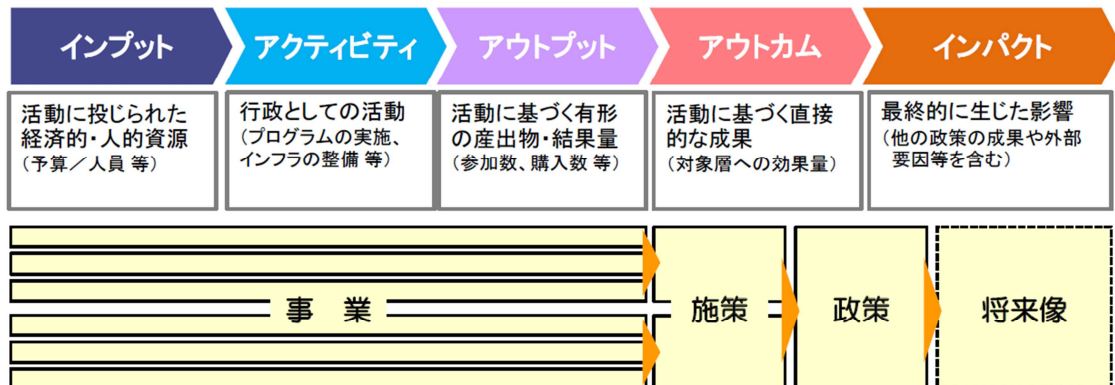 インプット
アクティビティ
アウトプット
アウトカム
インパクト
活動に投じられた
経済的・人的資源
(予算／人員 等)
行政としての活動
(プログラムの実施、
インフラの整備 等)
活動に基づく有形
の産出物・結果量
(参加数、購入数 等)
活動に基づく直接
的な成果
(対象層への効果量)
最終的に生じた影響
(他の政策の成果や外部
要因等を含む)
事 業
施策
政策
将来像